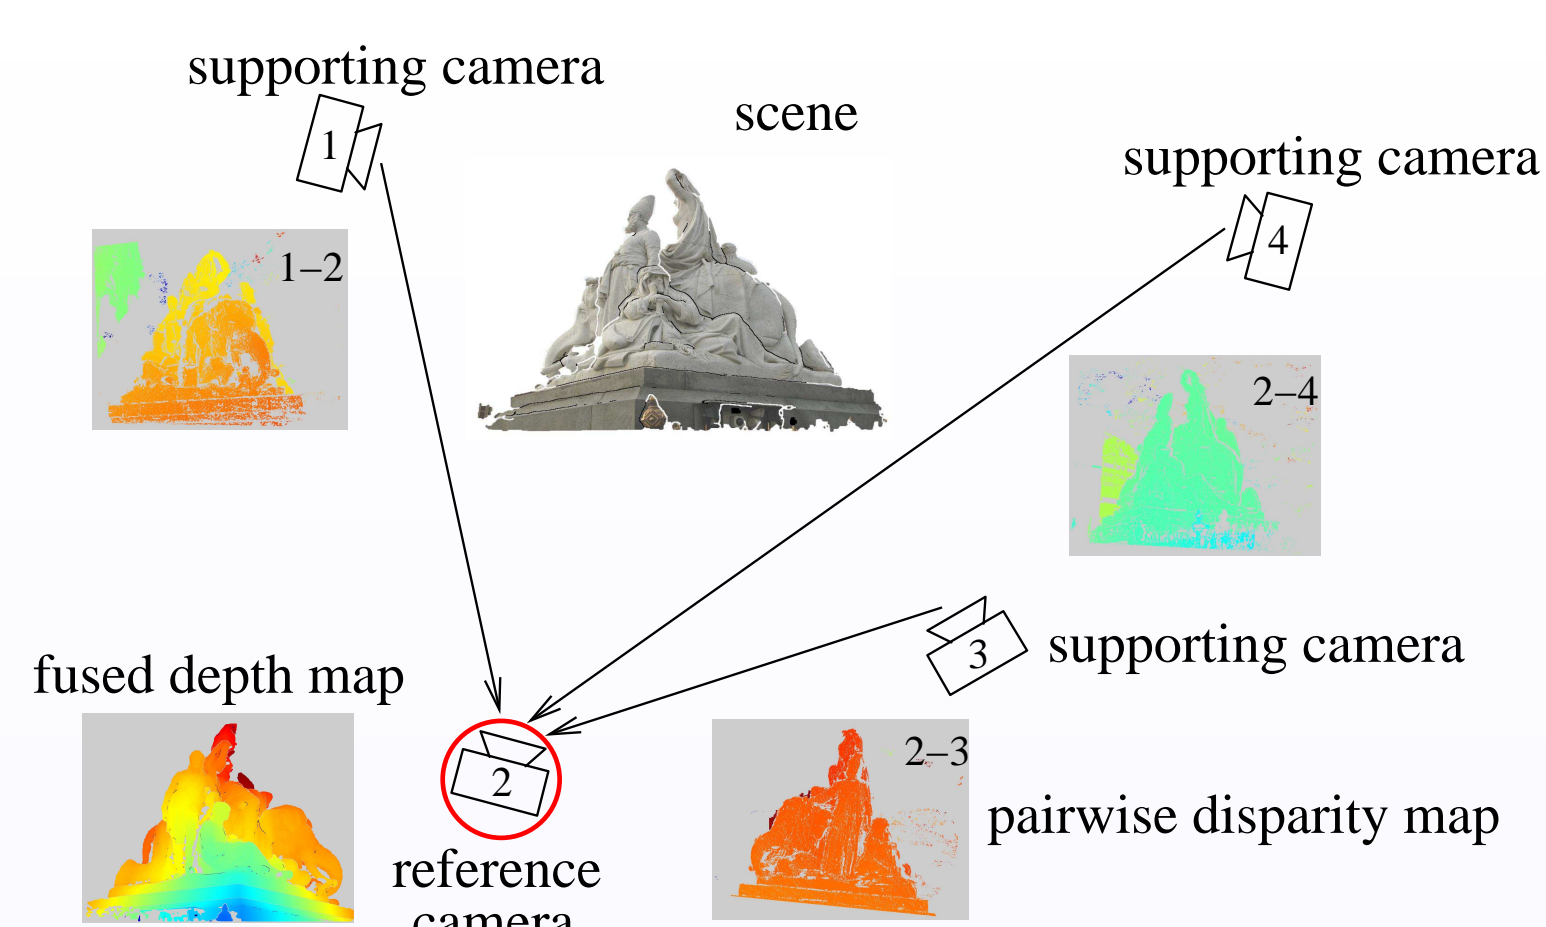 supporting camera
1
scene
supporting camera
4
1–2
2–4
3
supporting camera
fused depth map
2
2–3
pairwise disparity map
reference
camera